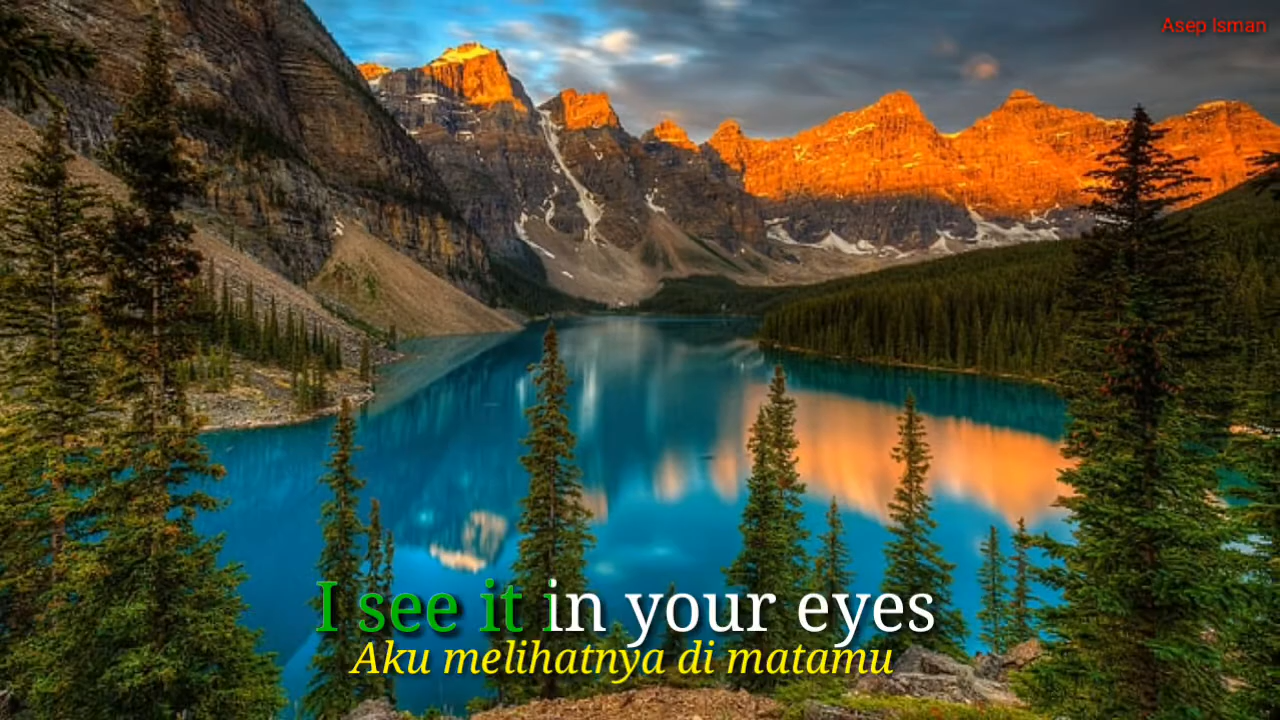 Asep Isman
I see it in your eyes
Aku melihatnya di matamu